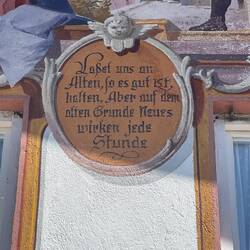 Laßet uns am
Alten, so es gut ist,
halten, Aber auf dem
alten Grunde Neues
wirken jede
Stunde